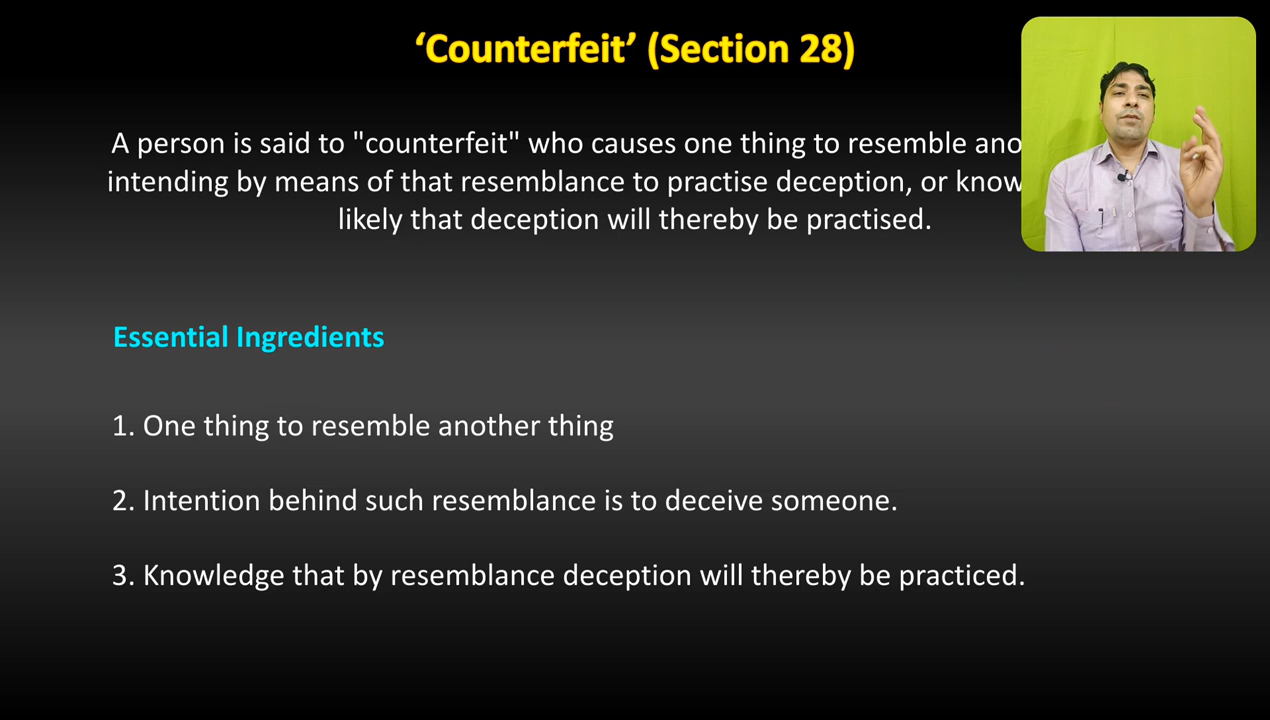 ‘Counterfeit’ (Section 28)
A person is said to "counterfeit" who causes one thing to resemble
intending by means of that resemblance to practise deception, or
likely that deception will thereby be practised.
Essential Ingredients
1. One thing to resemble another thing
2. Intention behind such resemblance is to deceive someone.
3. Knowledge that by resemblance deception will thereby be practiced.